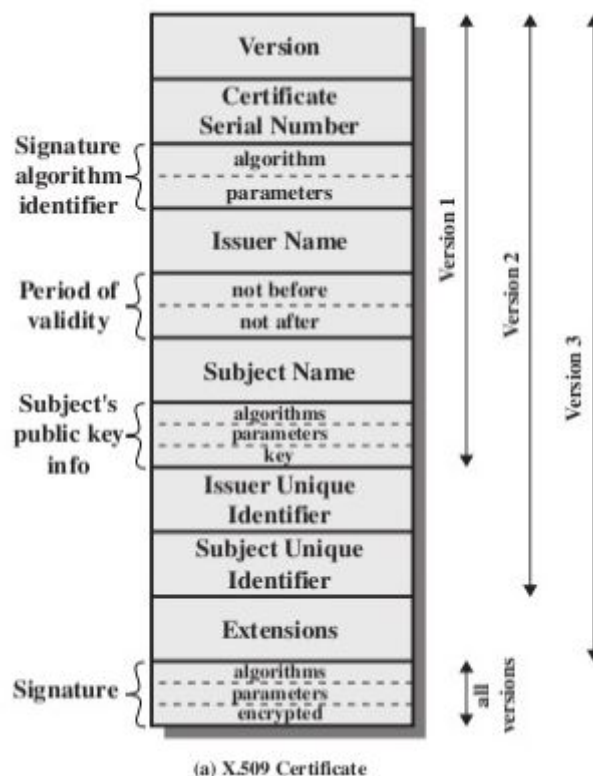 Version
Certificate
Serial Number
Signature
algorithm
identifier
algorithm
parameters
Issuer Name
Period of
validity
not before
not after
Subject Name
Subject's
public key
info
algorithms
parameters
key
Issuer Unique
Identifier
Subject Unique
Identifier
Extensions
Signature
algorithms
parameters
encrypted
Version 1
Version 2
Version 3
all
versions
(a) X.509 Certificate